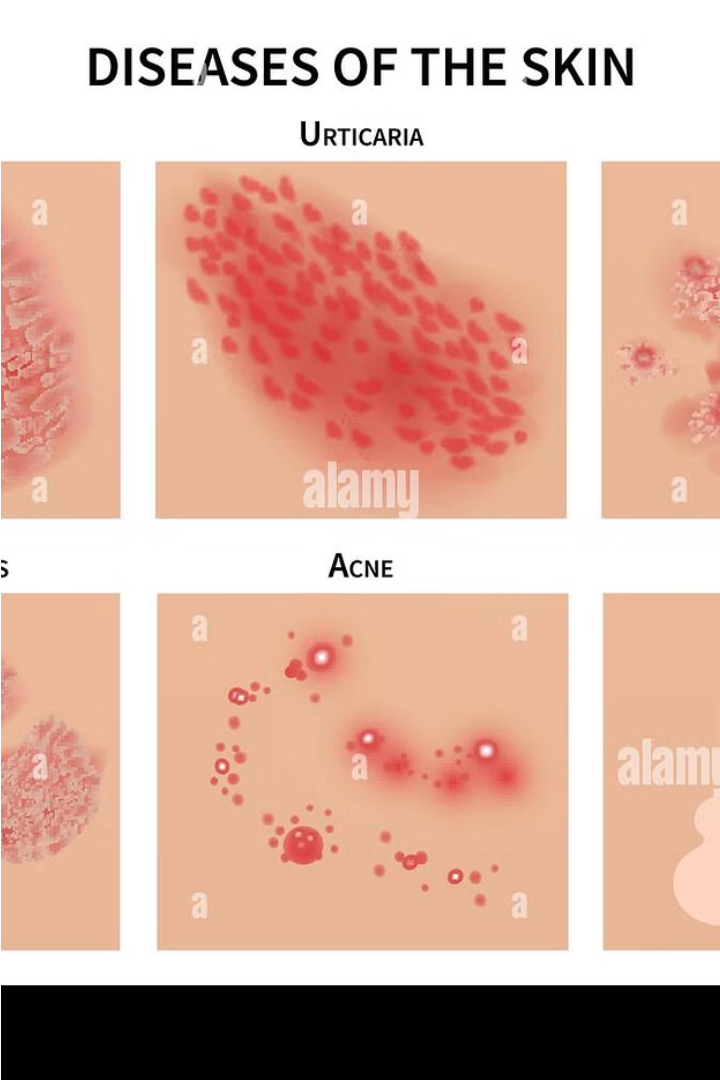 DISEASES OF THE SKIN
URTICARIA
a a a
a a
alamy
a a
S
ACNE
a a
a a
alamy
a a